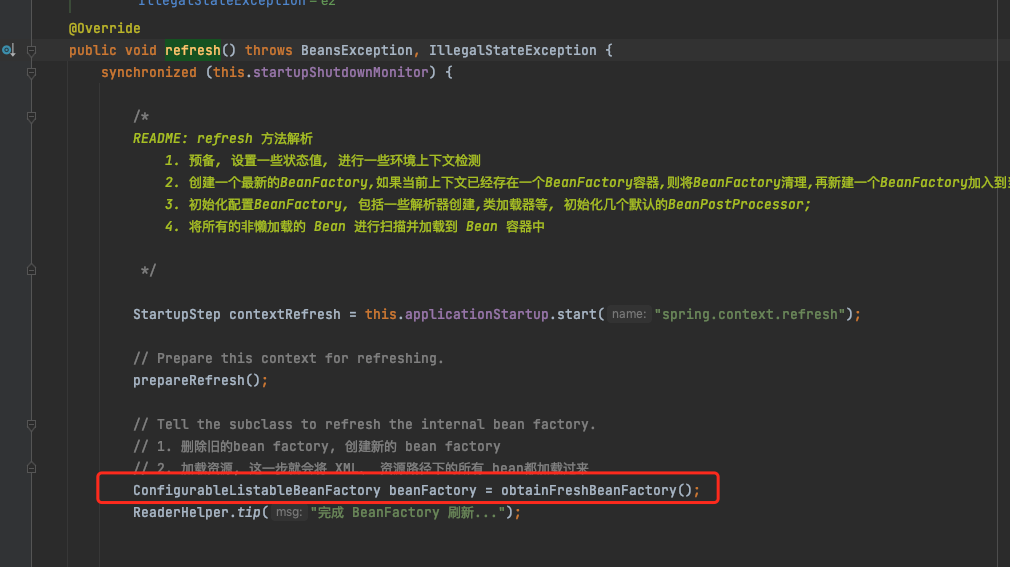 IllegalStateException – e2
@Override
public void refresh() throws BeansException, IllegalStateException {
synchronized (this.startupShutdownMonitor) {
/*
README: refresh 方法解析
1. 预备, 设置一些状态值, 进行一些环境上下文检测
2. 创建一个最新的BeanFactory,如果当前上下文已经存在一个BeanFactory容器,则将BeanFactory清理,再新建一个BeanFactory加入到
3. 初始化配置BeanFactory, 包括一些解析器创建,类加载器等, 初始化几个默认的BeanPostProcessor;
4. 将所有的非懒加载的 Bean 进行扫描并加载到 Bean 容器中
*/
StartupStep contextRefresh = this.applicationStartup.start( name: "spring.context.refresh");
// Prepare this context for refreshing.
prepareRefresh();
// Tell the subclass to refresh the internal bean factory.
// 1. 删除旧的bean factory, 创建新的 bean factory
// 2. 加载资源, 这一步就会将 XML 资源路径下的所有 bean都加载过来
ConfigurableListableBeanFactory beanFactory = obtainFreshBeanFactory();
ReaderHelper.tip( msg: "完成 BeanFactory 刷新...");